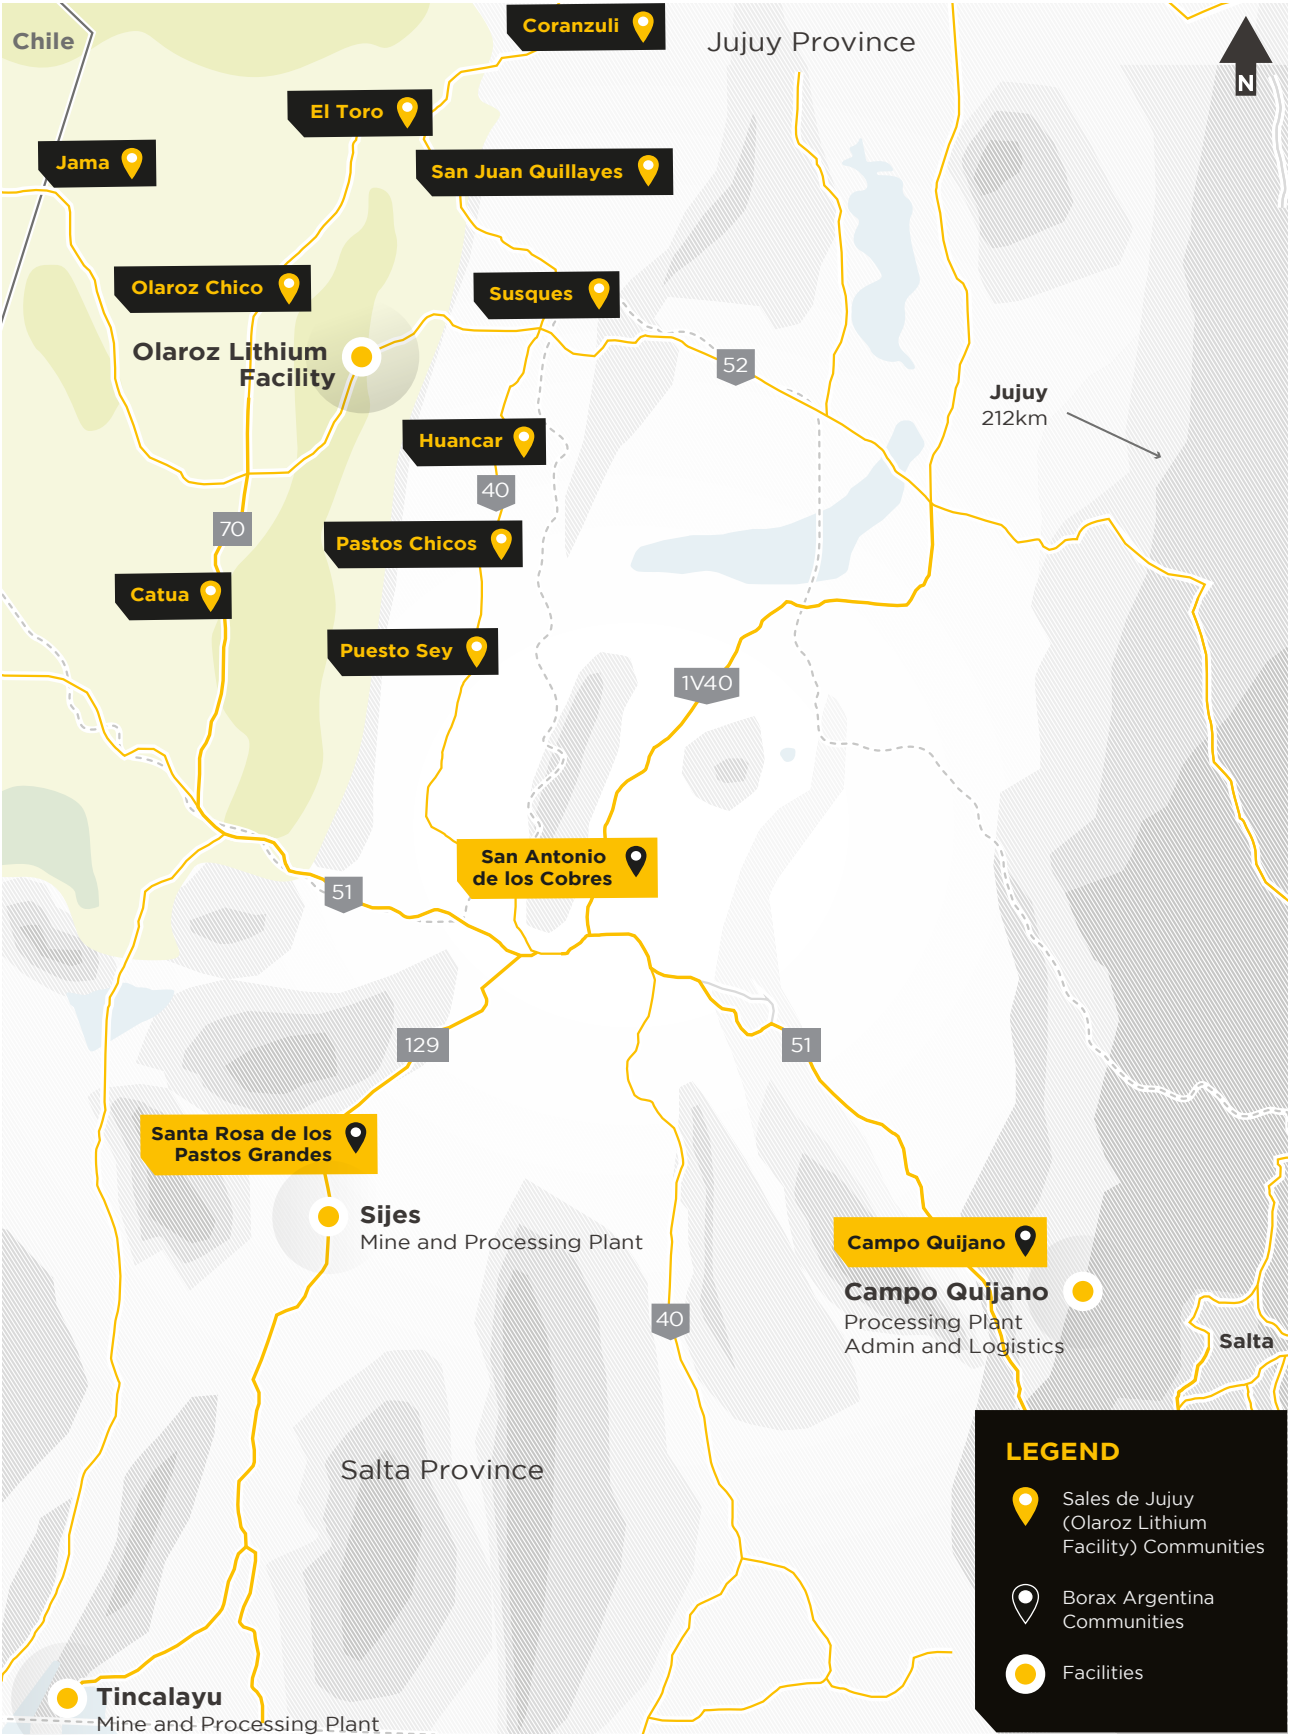 Coranzuli
Chile
Jujuy Province
N
El Toro
Jama
San Juan Quillayes
Olaroz Chico
Susques
Olaroz Lithium
Facility
52
Jujuy
212km
Huancar
40
70
Pastos Chicos
Catua
Puesto Sey
1V40
San Antonio
de los Cobres
51
129
51
Santa Rosa de los
Pastos Grandes
Sijes
Mine and Processing Plant
Campo Quijano
Campo Quijano
Processing Plant
Admin and Logistics
40
Salta
Salta Province
LEGEND
Sales de Jujuy
(Olaroz Lithium
Facility) Communities
Borax Argentina
Communities
Facilities
Tincalayu
Mine and Processing Plant